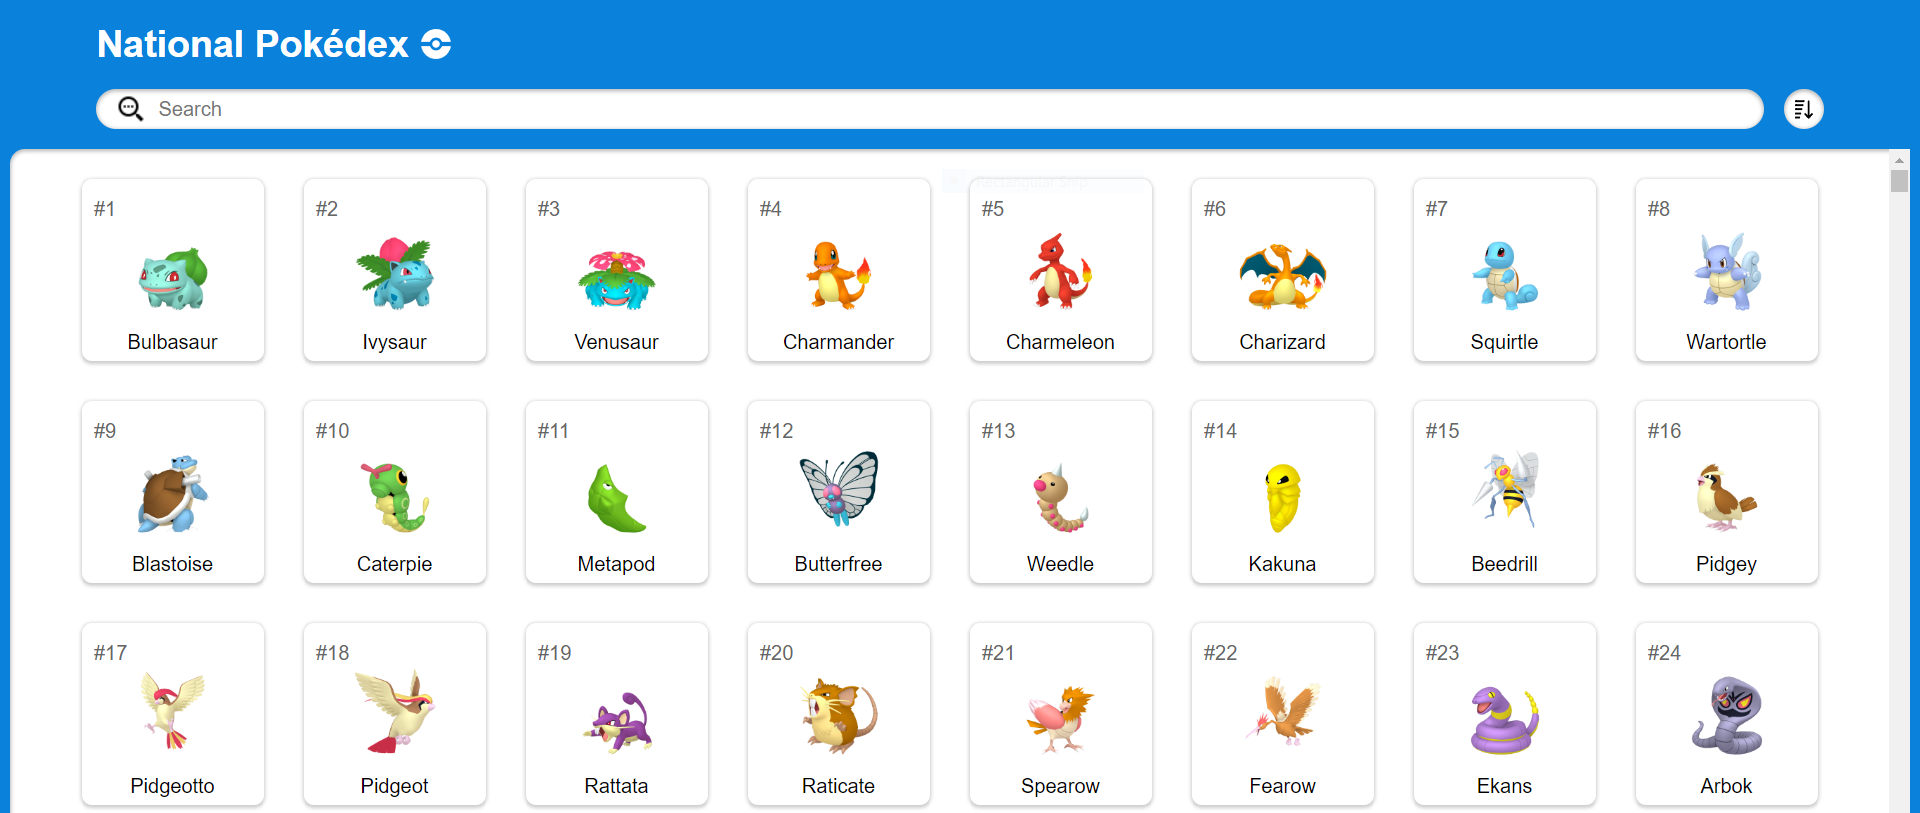 National Pokédex
Search
#1
#2
#3
#4
#5
#6
#7
#8
Bulbasaur
Ivysaur
Venusaur
Charmander
Charmeleon
Charizard
Squirtle
Wartortle
#9
#10
#11
#12
#13
#14
#15
#16
Blastoise
Caterpie
Metapod
Butterfree
Weedle
Kakuna
Beedrill
Pidgey
#17
#18
#19
#20
#21
#22
#23
#24
Pidgeotto
Pidgeot
Rattata
Raticate
Spearow
Fearow
Ekans
Arbok